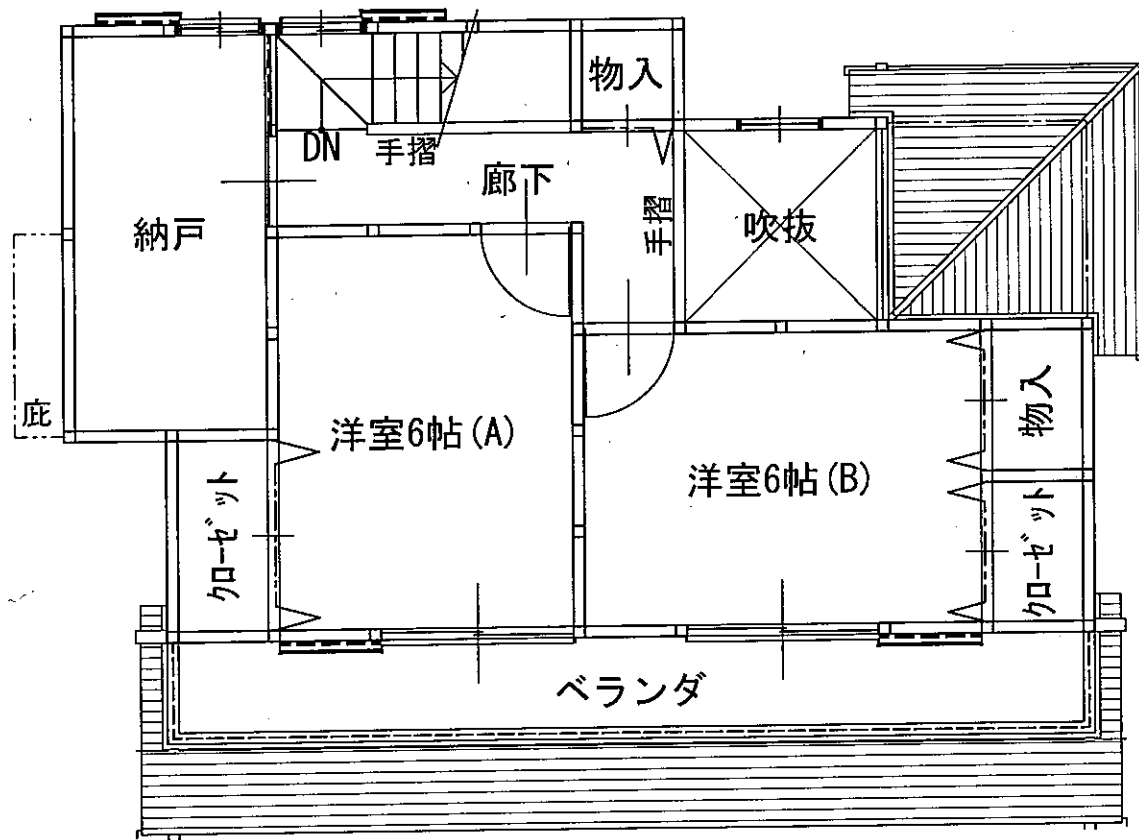 物入
DN
手摺
廊下
納戸
手摺
吹抜
庇
洋室6帖(A)
物入
洋室6帖(B)
クローゼット
クローゼット
ベランダ